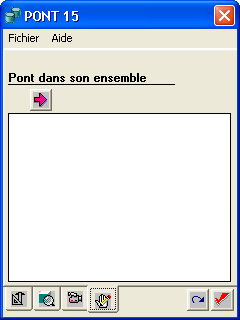 PONT 15
Fichier Aide
Pont dans son ensemble